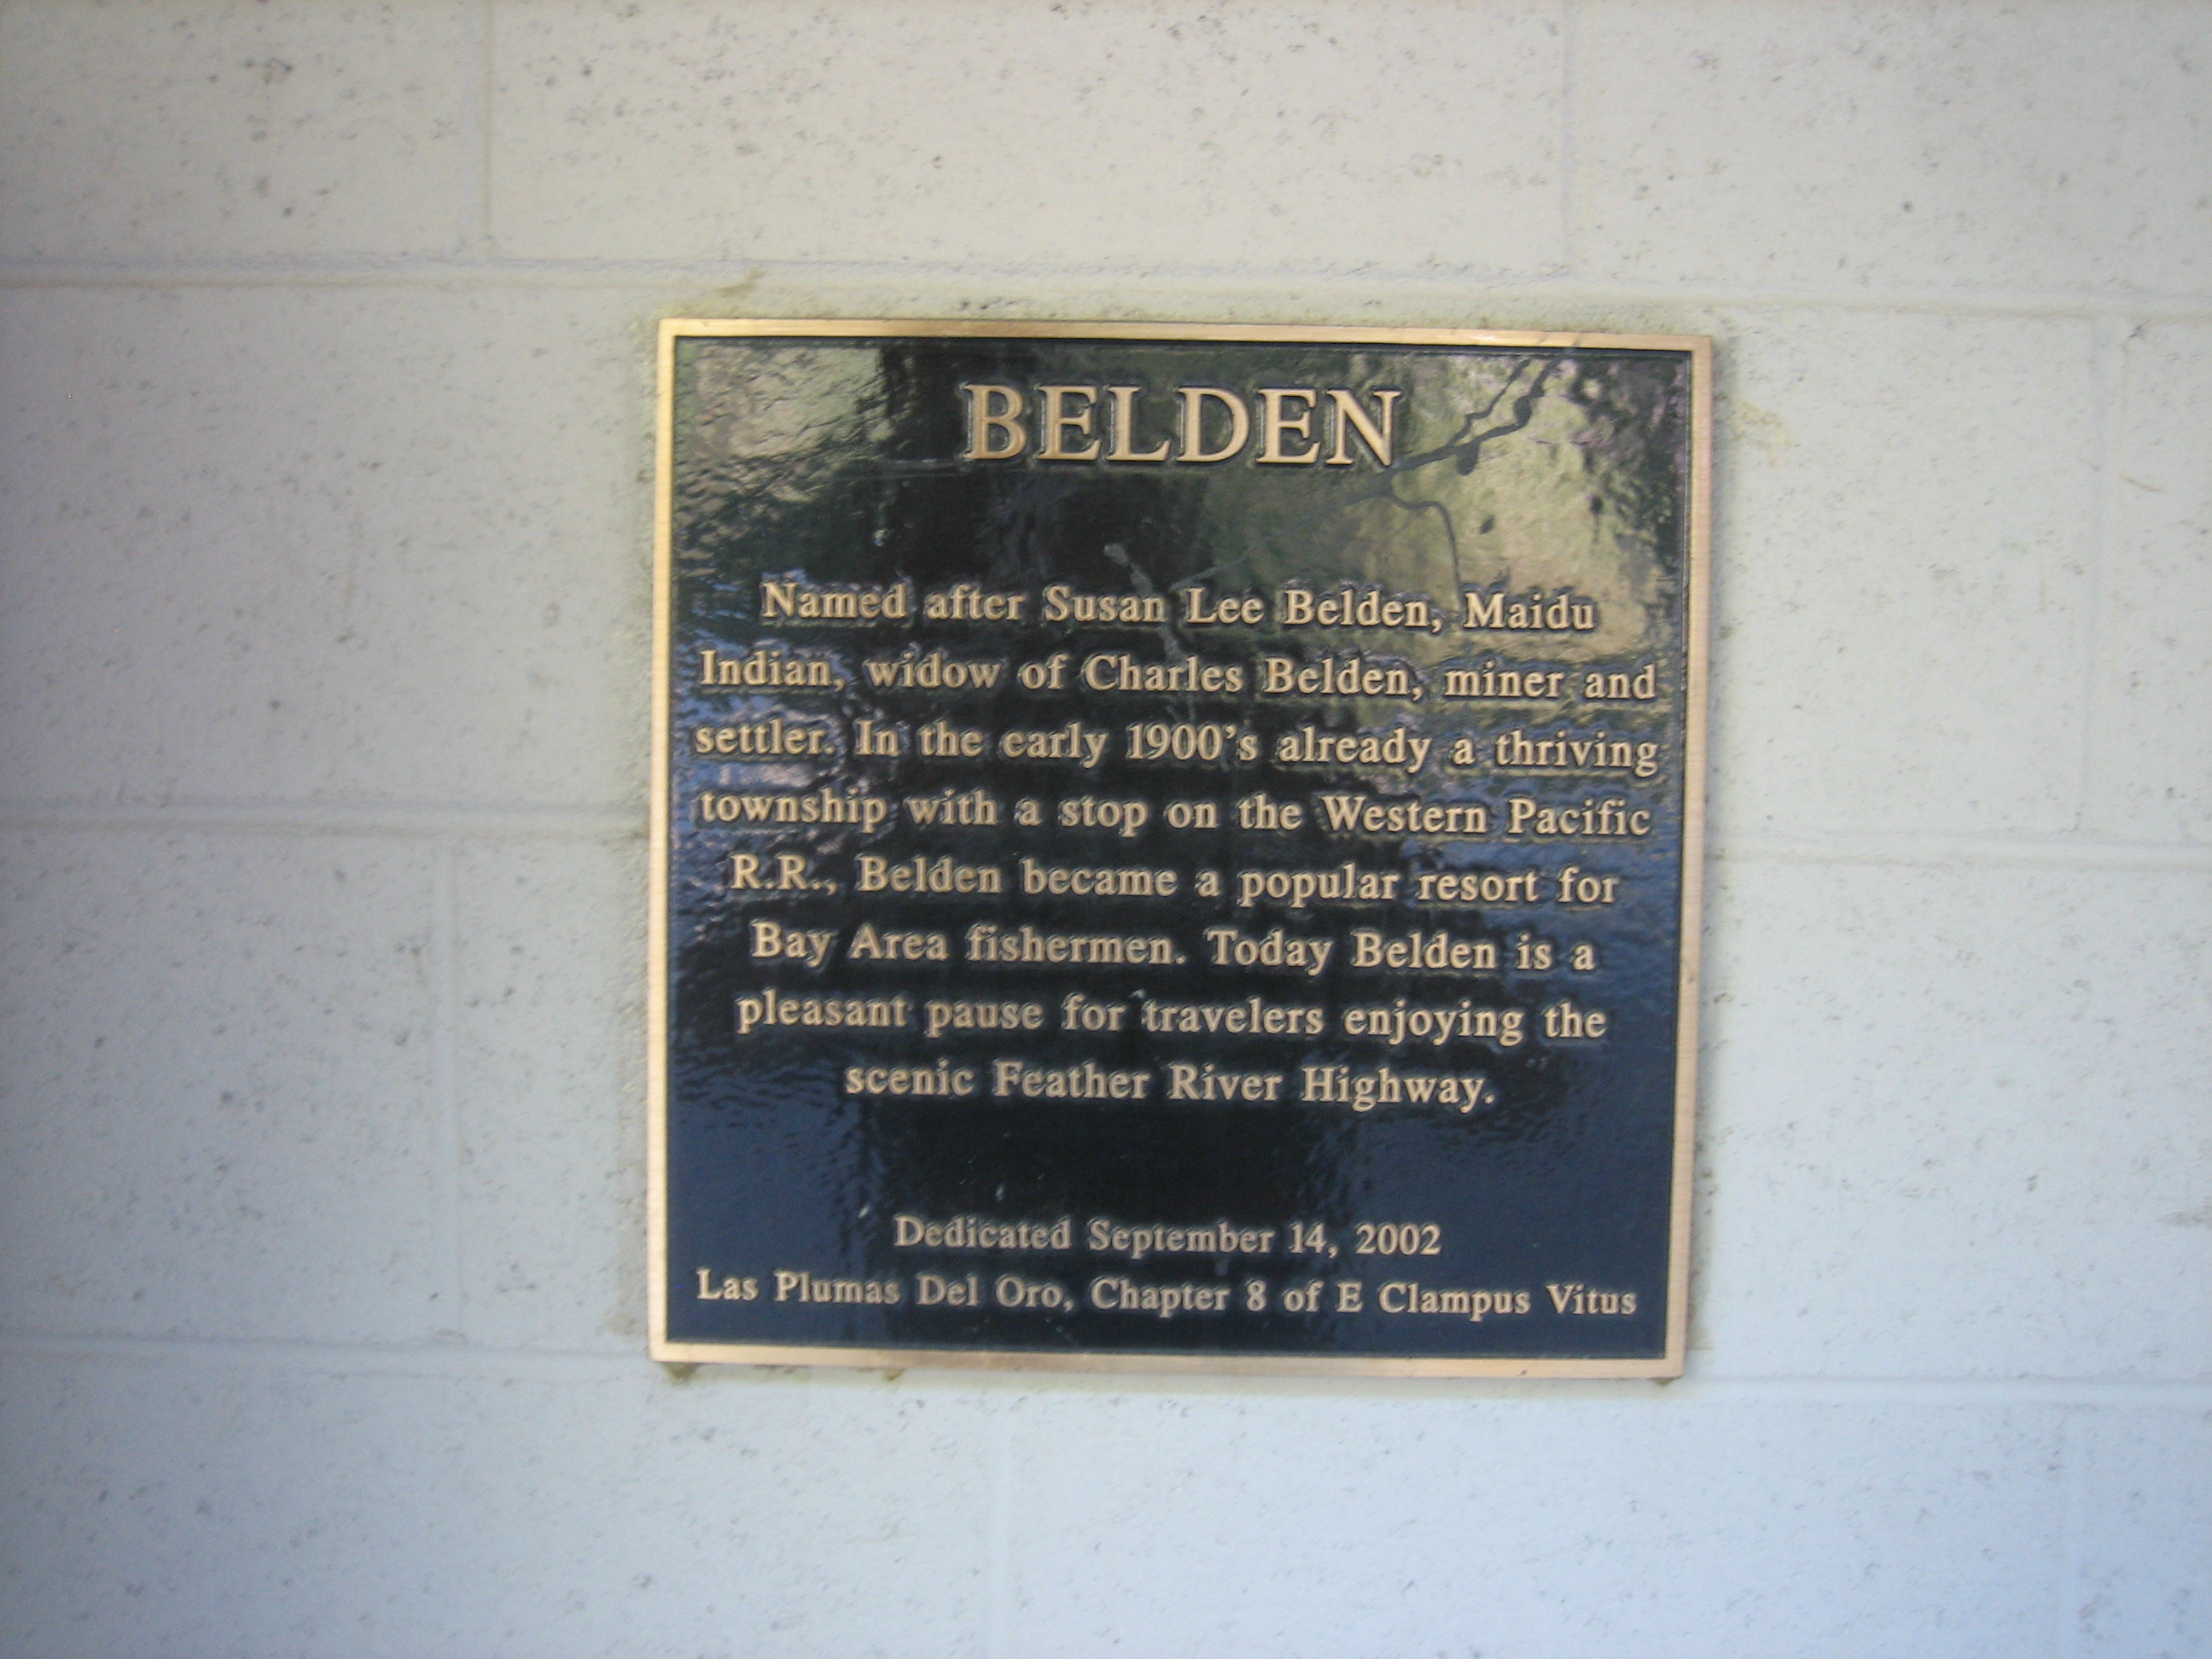 BELDEN
Named after Susan Lee Belden, Maidu
Indian, widow of Charles Belden, miner and
settler. In the early 1900's already a thriving
township with a stop on the Western Pacific
R.R., Belden became a popular resort for
Bay Area fishermen. Today Belden is a
pleasant pause for travelers enjoying the
scenic Feather River Highway.
Dedicated September 14, 2002
Las Plumas Del Oro, Chapter 8 of E Clampus Vitus